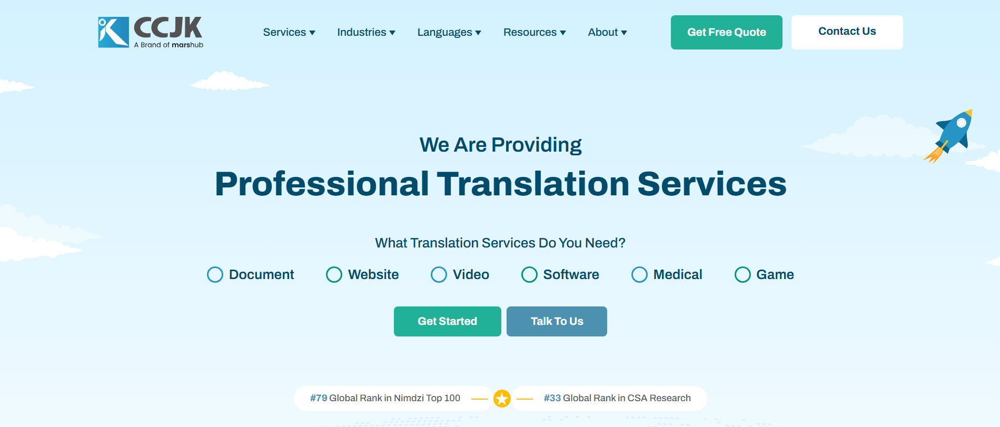 CCJK
A Brand of marshub
Services
Industries
Languages
Resources
About
Get Free Quote
Contact Us
We Are Providing
Professional Translation Services
What Translation Services Do You Need?
Document
Website
Video
Software
Medical
Game
Get Started
Talk To Us
#79 Global Rank in Nimdzi Top 100
#33 Global Rank in CSA Research